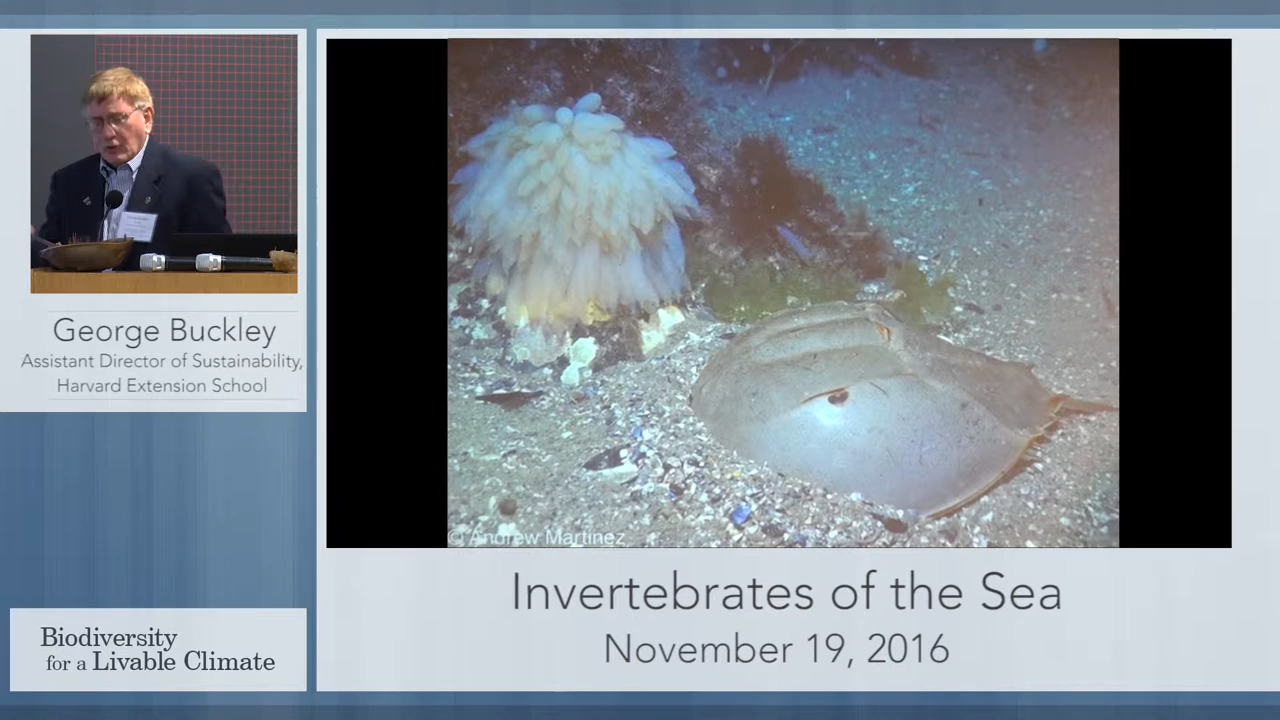 George Buckley
Assistant Director of Sustainability,
Harvard Extension School
Biodiversity
for a Livable Climate
© Andrew Martinez
Invertebrates of the Sea
November 19, 2016